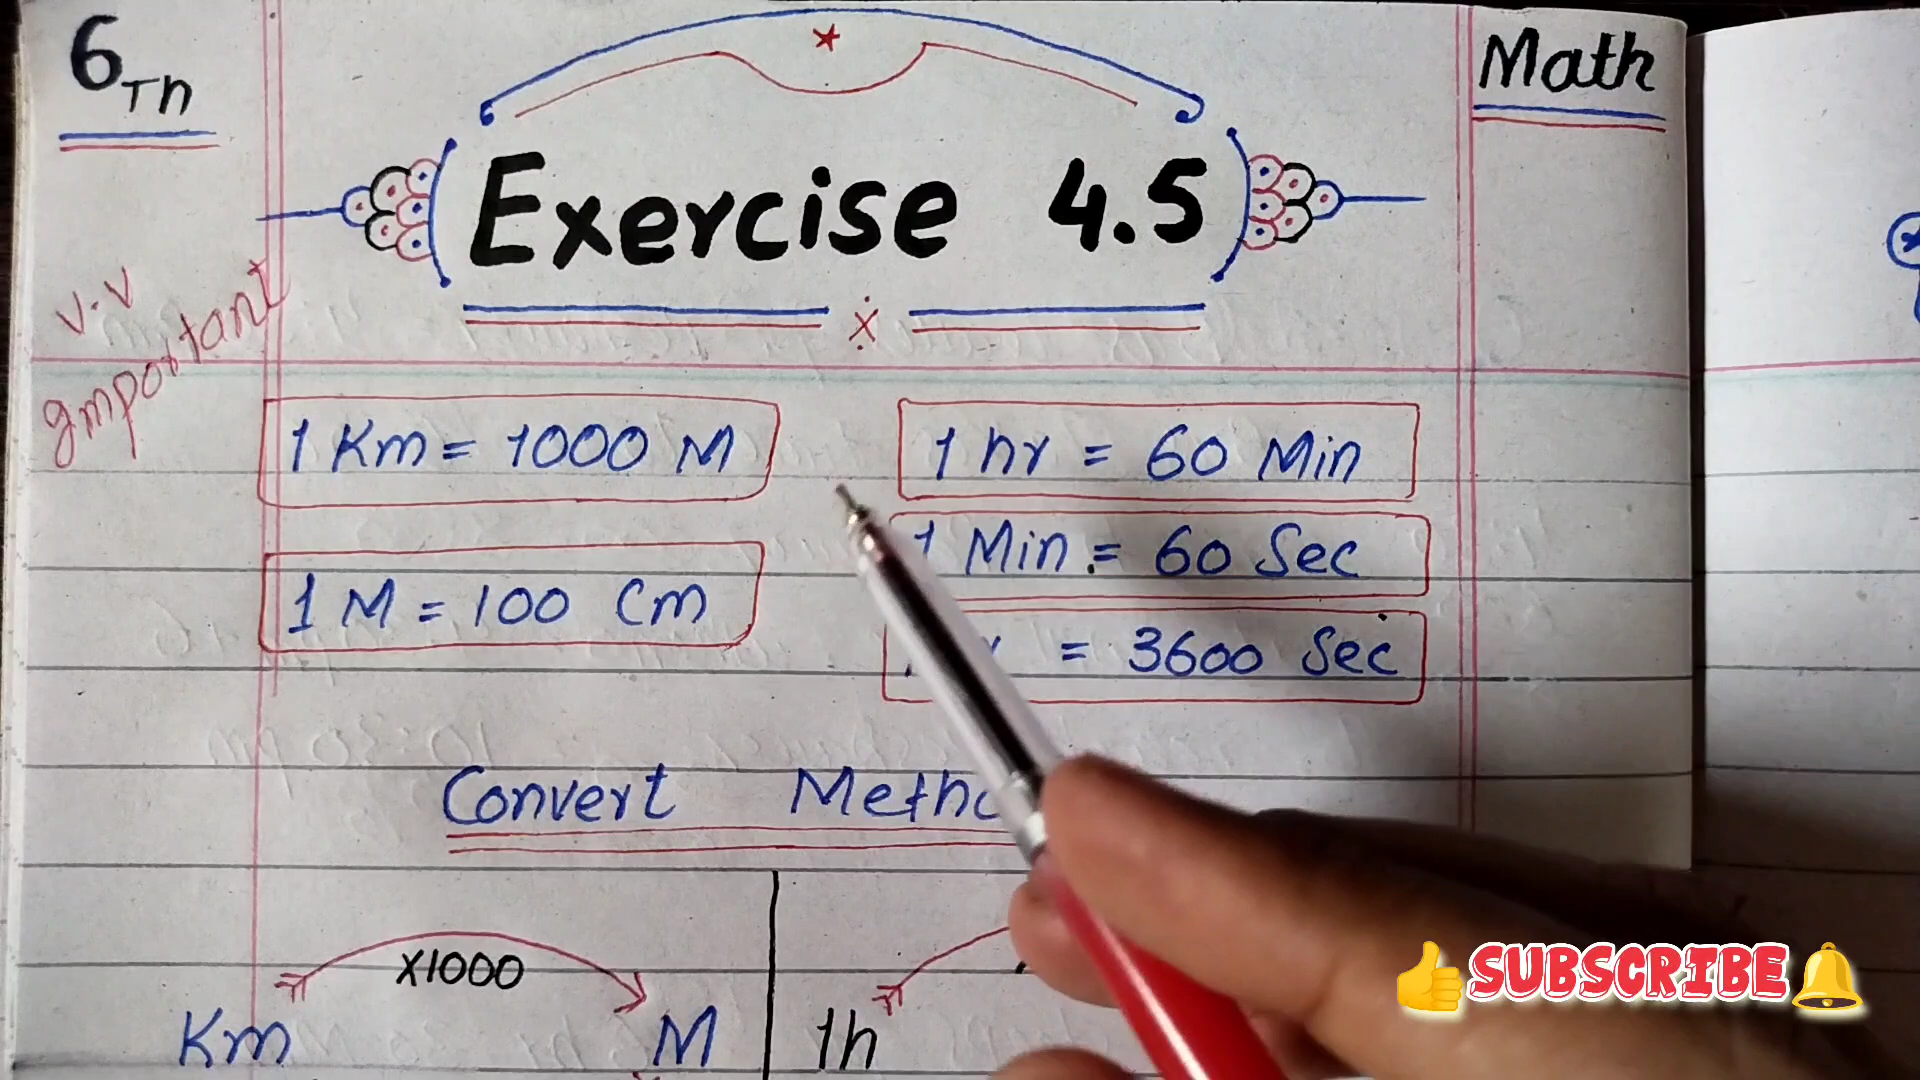 6Th
Math
Exercise 4.5
V.V
Important
1 Km = 1000 M
1 hr = 60 Min
1 Min = 60 Sec
1 M = 100 Cm
= 3600 Sec
Convert
x1000
Km
M
1h
SUBSCRIBE